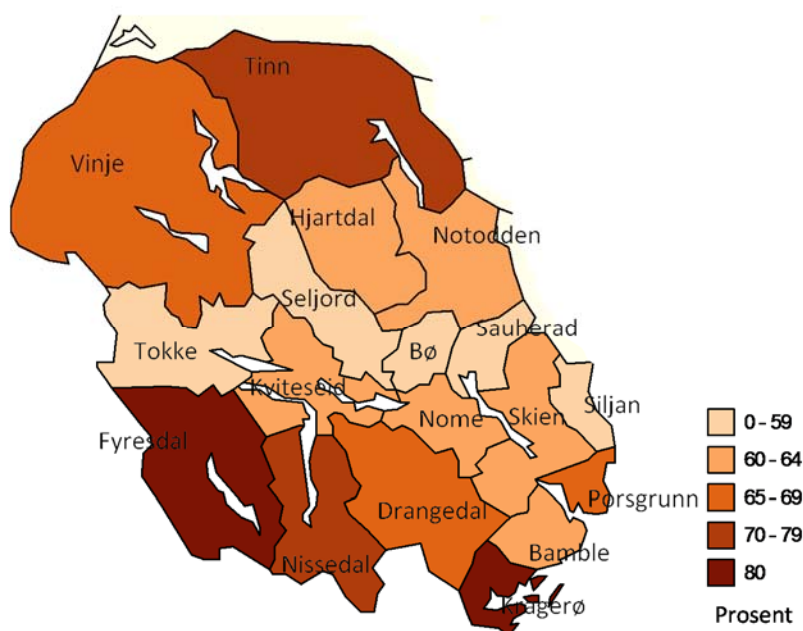 Tinn
Vinje
Hjartdal
Notodden
Seljord
Sauherad
Tokke
Bø
Kviteseid
Nome
Skien
Siljan
Fyresdal
Drangedal
Porsgrunn
Nissedal
Bamble
Kragerø
0 – 59
60 – 64
65 – 69
70 – 79
80
Prosent